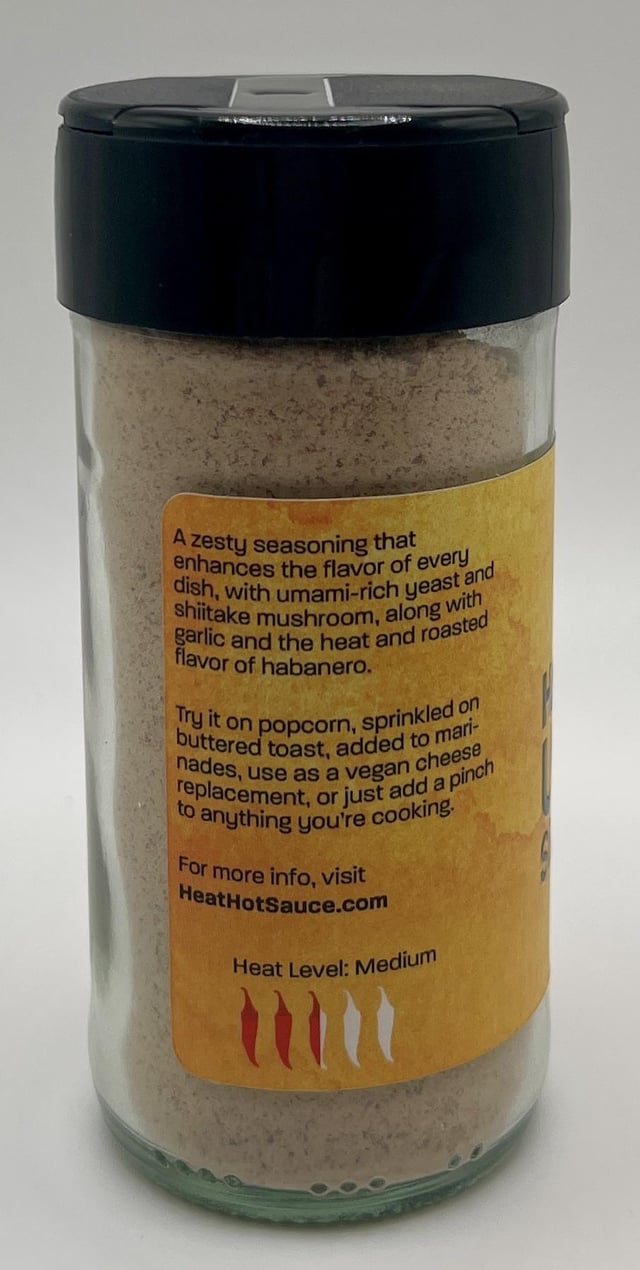 A zesty seasoning that
enhances the flavor of every
dish, with umami-rich yeast and
shiitake mushroom, along with
garlic and the heat and roasted
flavor of habanero.
Try it on popcorn, sprinkled on
buttered toast, added to mari-
nades, use as a vegan cheese
replacement, or just add a pinch
to anything you're cooking.
For more info, visit
HeatHotSauce.com
Heat Level: Medium